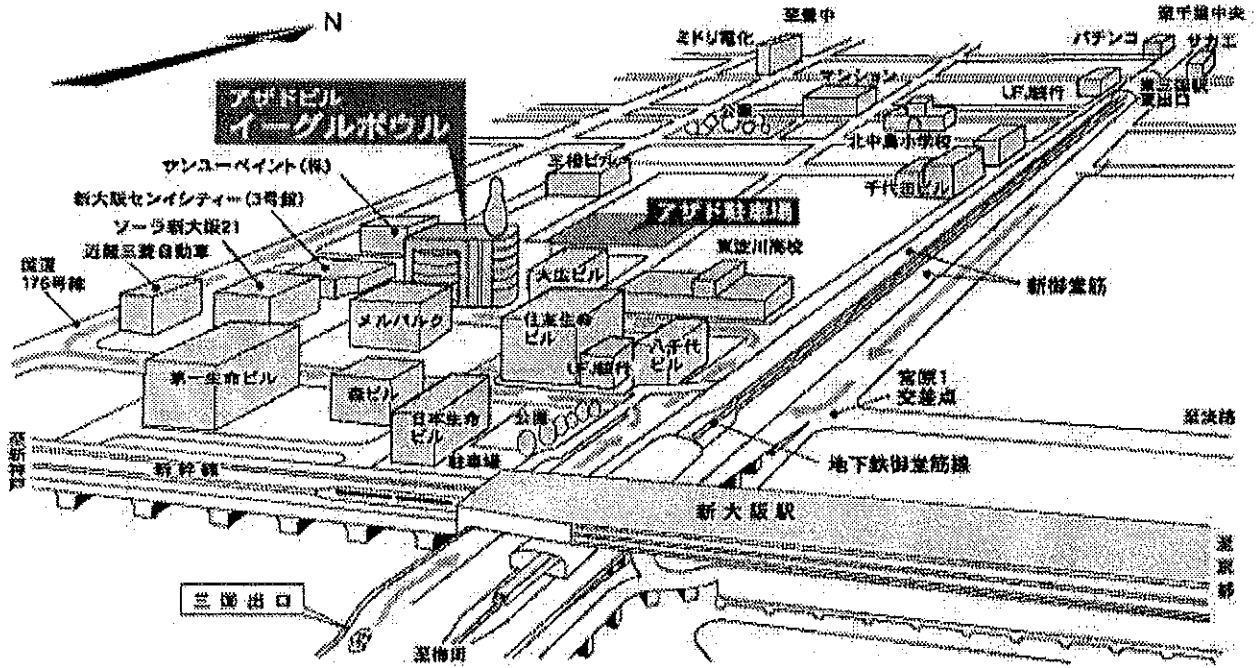 N
至豊中
至千里中央
ミドリ電化
パチンコ
サカエ
マンション
UFJ銀行
東三国駅
東出口
アザドビル
イーグルボウル
公園
北中島小学校
サンユーペイント(株)
千代田ビル
新大阪センイシティー(3号館)
アザド駐車場
ソーラ新大阪21
東淀川高校
近畿三菱自動車
大広ビル
新御堂筋
国道
176号線
メルパルク
住友生命
ビル
八千代
ビル
UFJ銀行
第一生命ビル
森ビル
宮原1
交差点
日本生命
ビル
公園
至淡路
駐車場
地下鉄御堂筋線
至新神戸
新幹線
新大阪駅
至京都
三国出口
至梅田